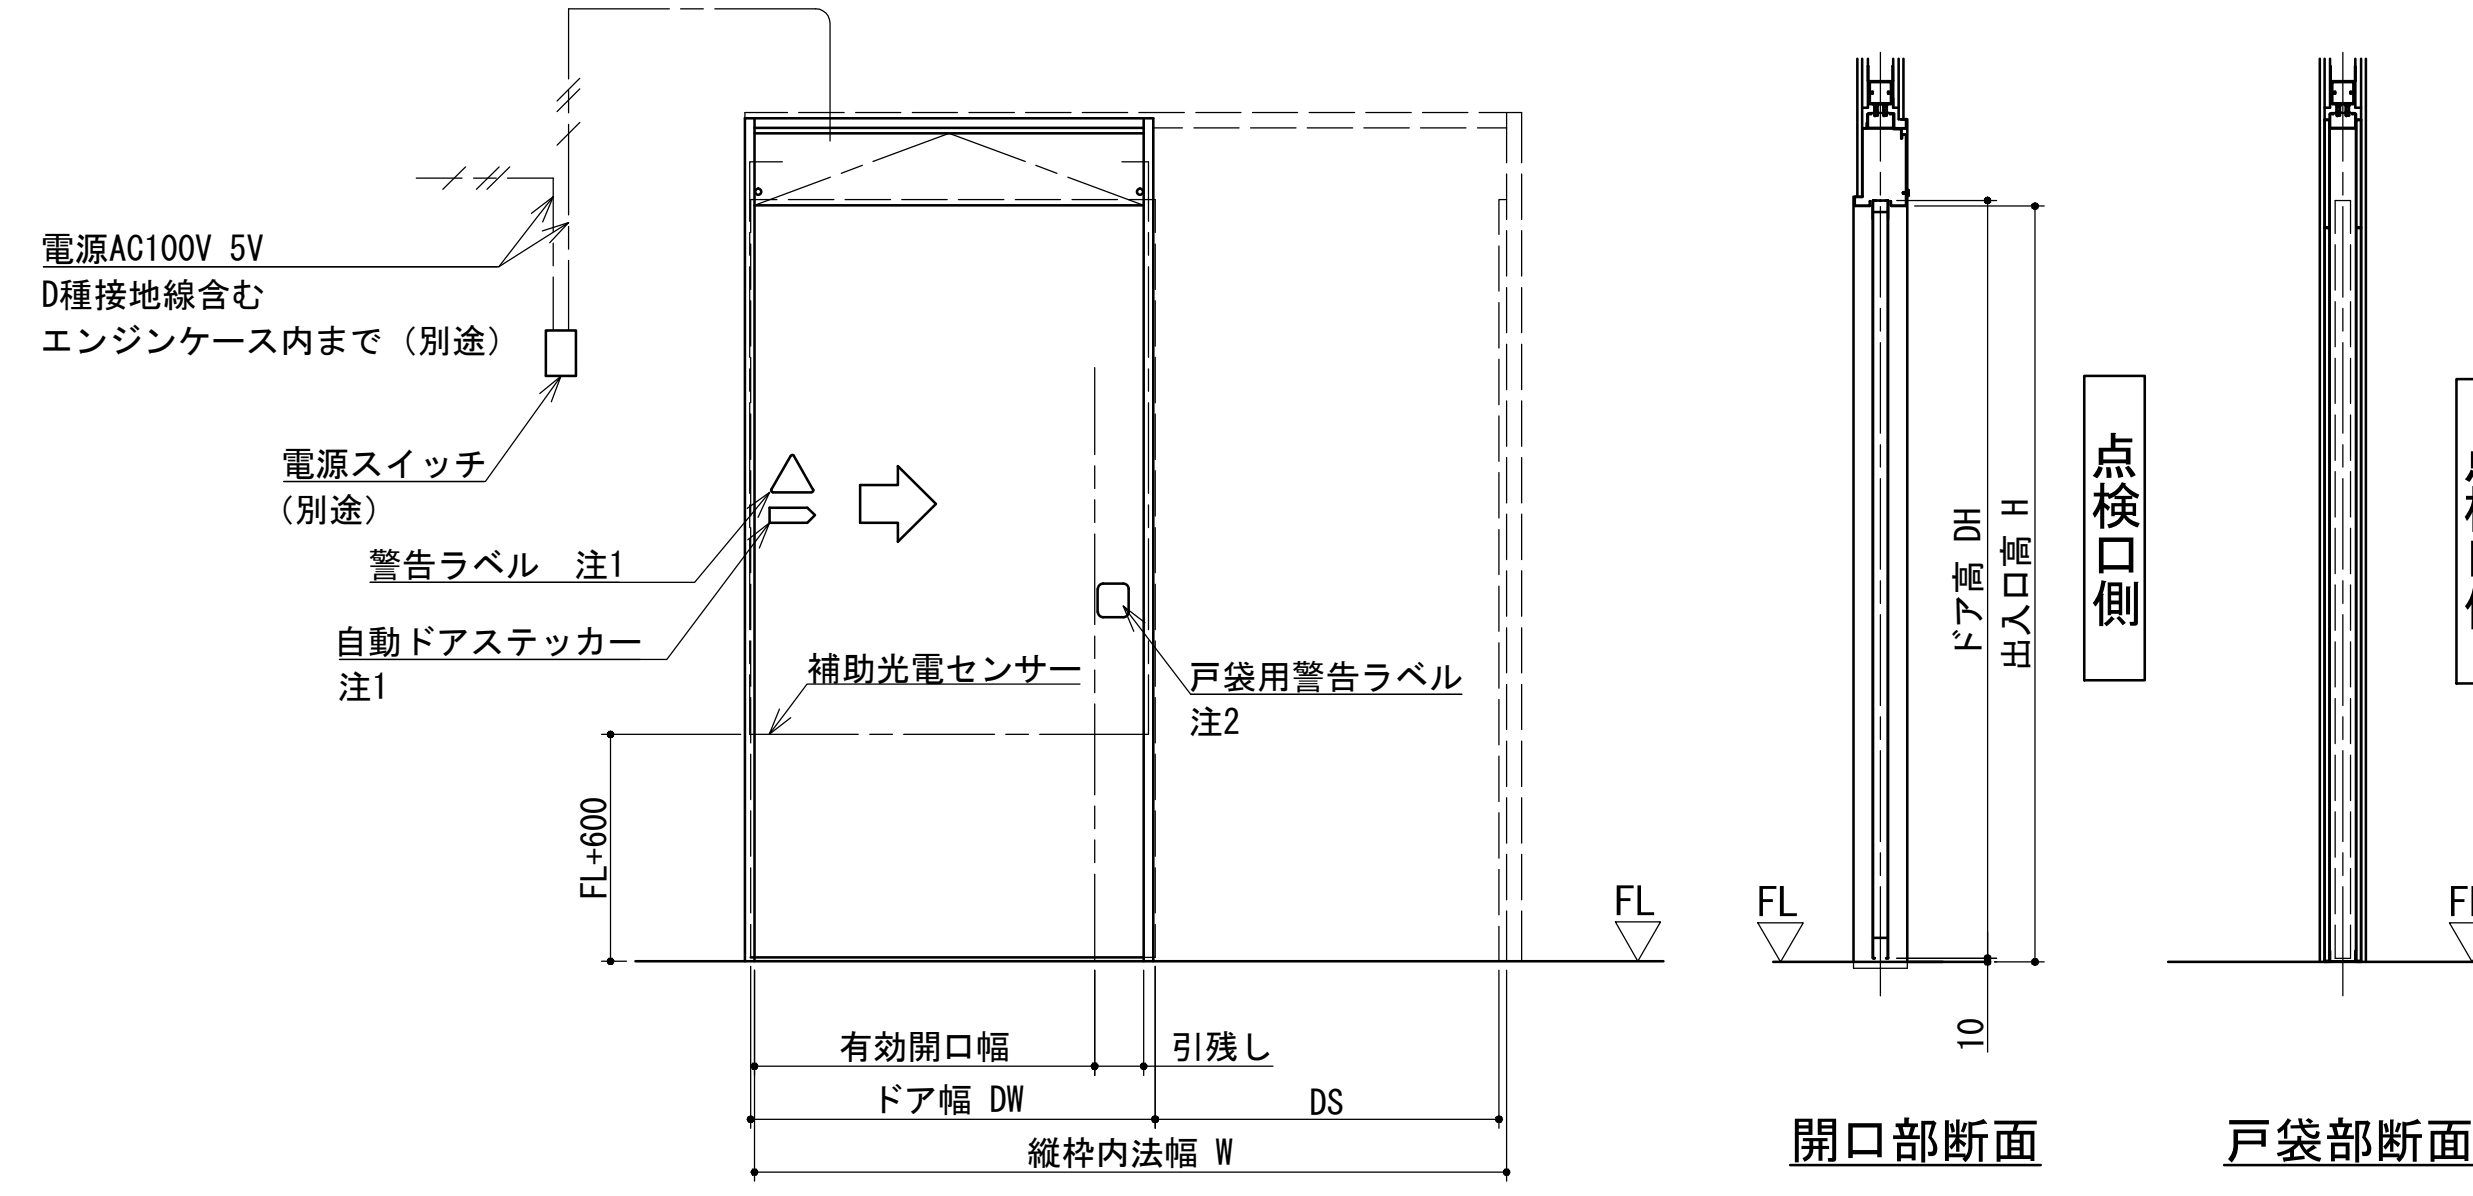 電源AC100V 5V
D種接地線含む
エンジンケース内まで（別途）
電源スイッチ
(別途)
警告ラベル　注1
自動ドアステッカー
注1
補助光電センサー
戸袋用警告ラベル
注2
FL+600
FL
有効開口幅
引残し
ドア幅 DW
DS
縦枠内法幅 W
FL
ドア高 DH
出入口高 H
10
点検口側
開口部断面
戸袋部断面